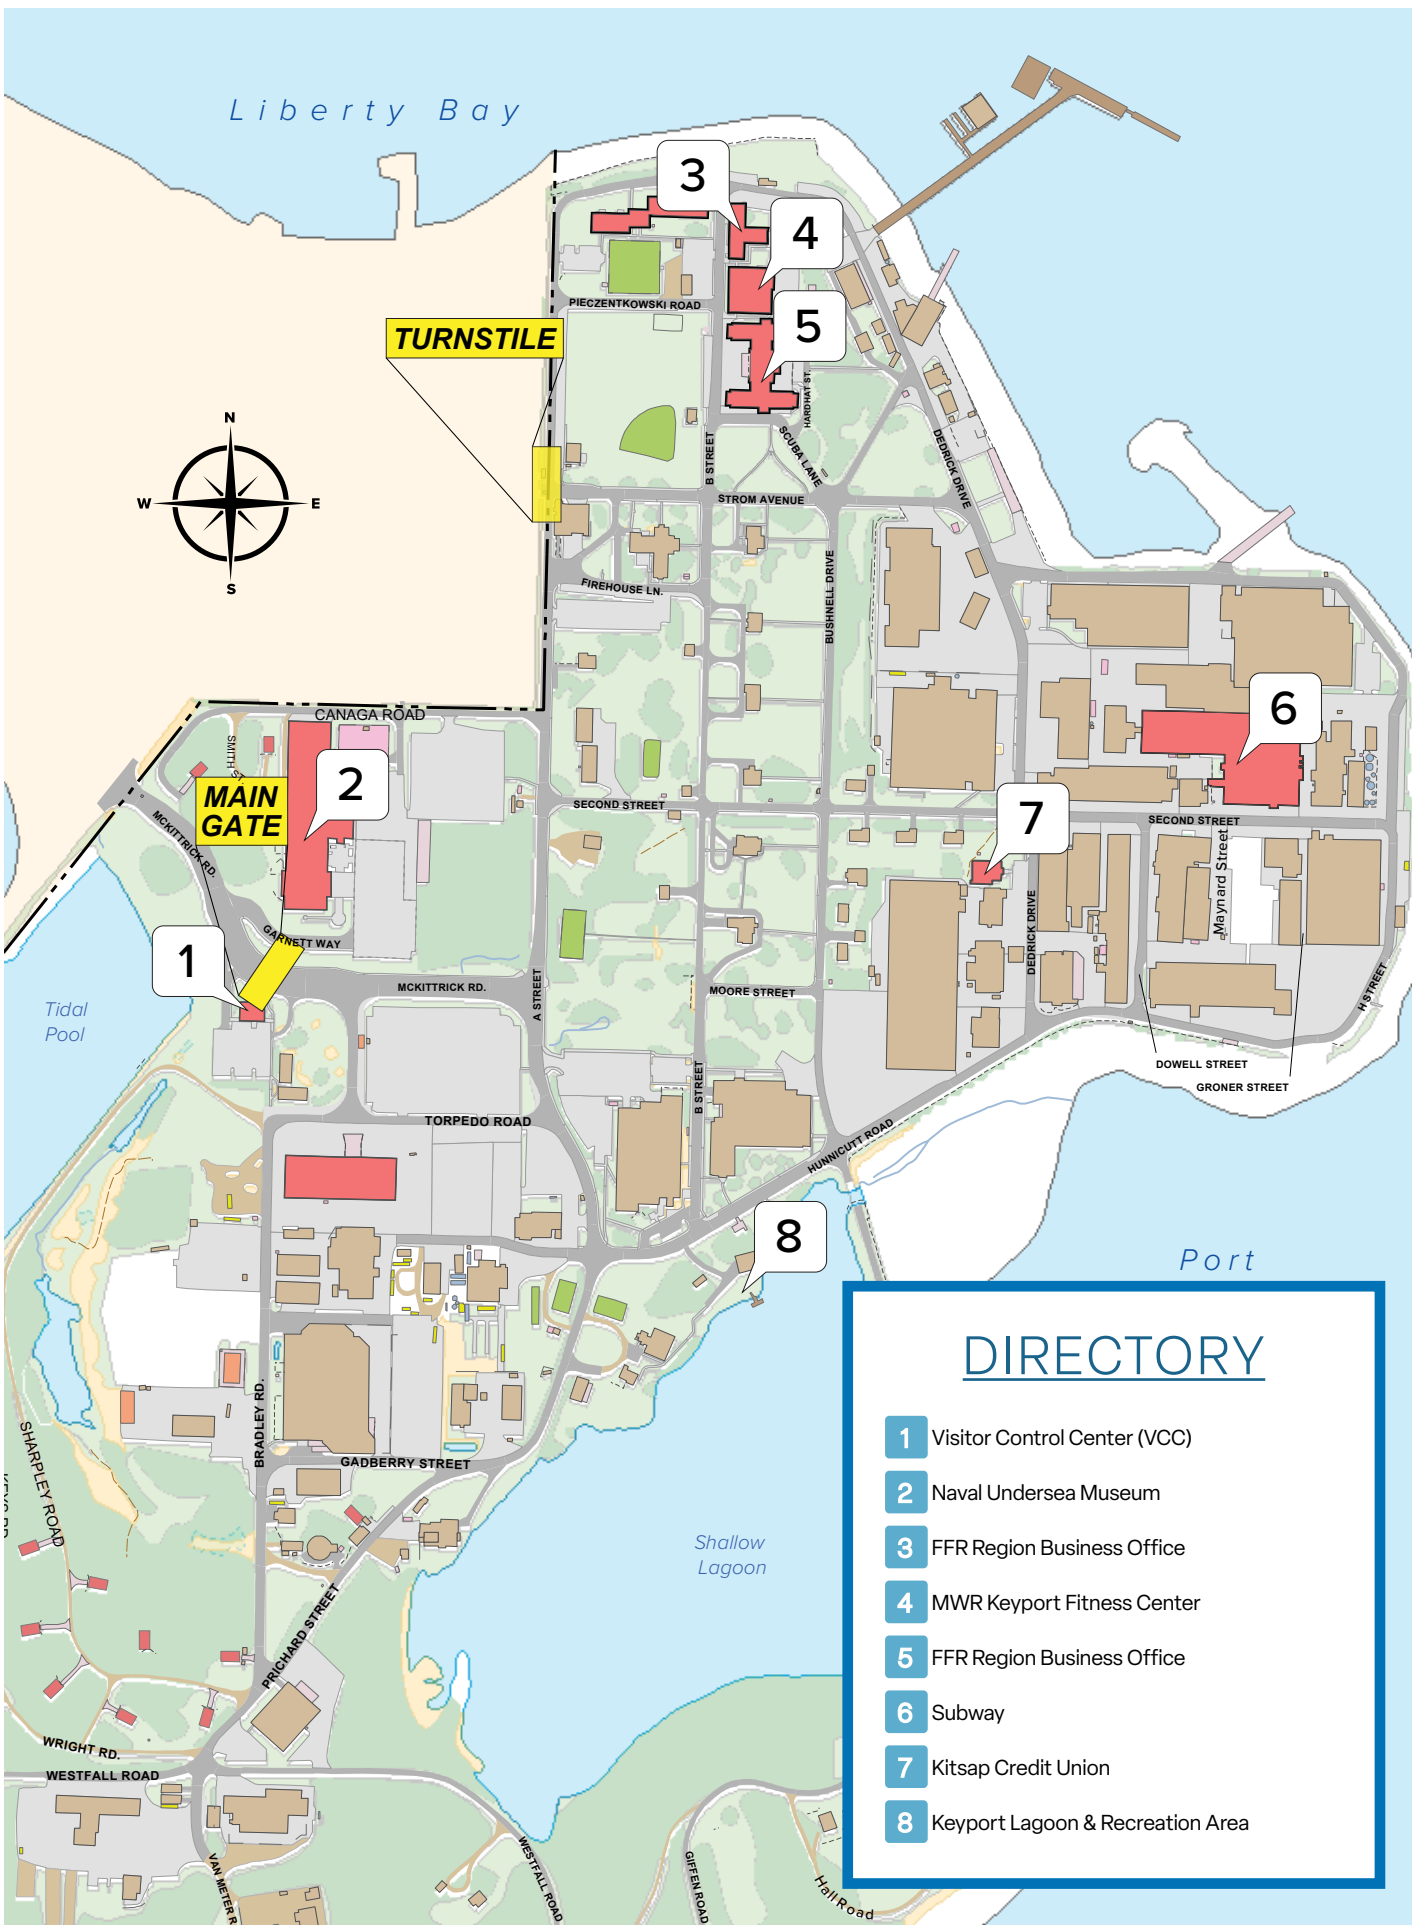 Liberty Bay
3
4
5
PIECZENTKOWSKI ROAD
TURNSTILE
HARDHAT ST.
SCUBA LANE
B STREET
DEDRICK DRIVE
N
W
E
S
STROM AVENUE
FIREHOUSE LN.
BUSHNELL DRIVE
CANAGA ROAD
SMITH ST.
6
2
MAIN
GATE
7
SECOND STREET
SECOND STREET
MCKITTRICK RD.
Maynard Street
GARNETT WAY
1
DEDRICK DRIVE
MCKITTRICK RD.
A STREET
MOORE STREET
H STREET
Tidal
Pool
DOWELL STREET
GRONER STREET
B STREET
TORPEDO ROAD
HUNNICUTT ROAD
8
Port
DIRECTORY
1 Visitor Control Center (VCC)
2 Naval Undersea Museum
3 FFR Region Business Office
4 MWR Keyport Fitness Center
5 FFR Region Business Office
6 Subway
7 Kitsap Credit Union
8 Keyport Lagoon & Recreation Area
BRADLEY RD.
GADBERRY STREET
SHARPLEY ROAD
Shallow
Lagoon
PRICHARD STREET
WRIGHT RD.
WESTFALL ROAD
VAN METER R
WESTFALL ROAD
GIFFEN ROAD
Hall Road